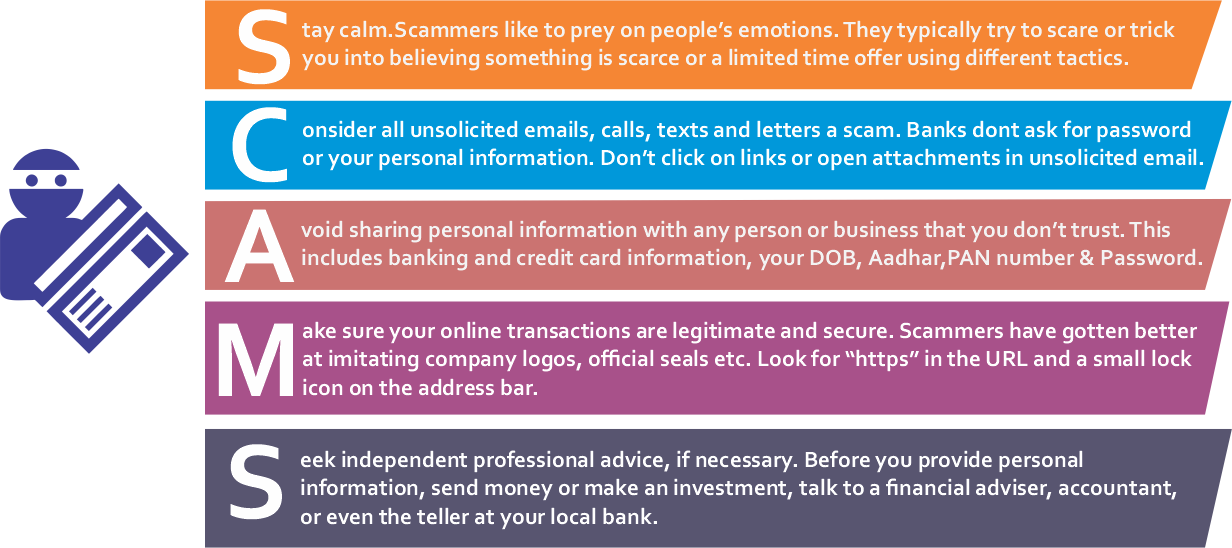 Stay calm.Scammers like to prey on people's emotions. They typically try to scare or trick
you into believing something is scarce or a limited time offer using different tactics.
Consider all unsolicited emails, calls, texts and letters a scam. Banks dont ask for password
or your personal information. Don't click on links or open attachments in unsolicited email.
Avoid sharing personal information with any person or business that you don't trust. This
includes banking and credit card information, your DOB, Aadhar,PAN number & Password.
Make sure your online transactions are legitimate and secure. Scammers have gotten better
at imitating company logos, official seals etc. Look for “https” in the URL and a small lock
icon on the address bar.
Seek independent professional advice, if necessary. Before you provide personal
information, send money or make an investment, talk to a financial adviser, accountant,
or even the teller at your local bank.